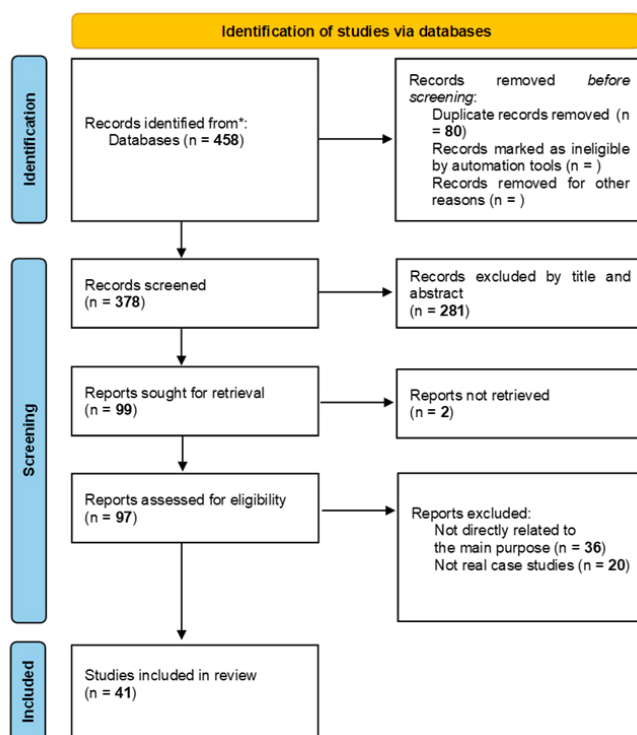 Identification of studies via databases
Identification
Records identified from*:
Databases (n = 458)
Records removed before
screening:
Duplicate records removed (n
= 80)
Records marked as ineligible
by automation tools (n = )
Records removed for other
reasons (n = )
Screening
Records screened
(n = 378)
Records excluded by title and
abstract
(n = 281)
Reports sought for retrieval
(n = 99)
Reports not retrieved
(n = 2)
Reports assessed for eligibility
(n = 97)
Reports excluded:
Not directly related to
the main purpose (n = 36)
Not real case studies (n = 20)
Included
Studies included in review
(n = 41)